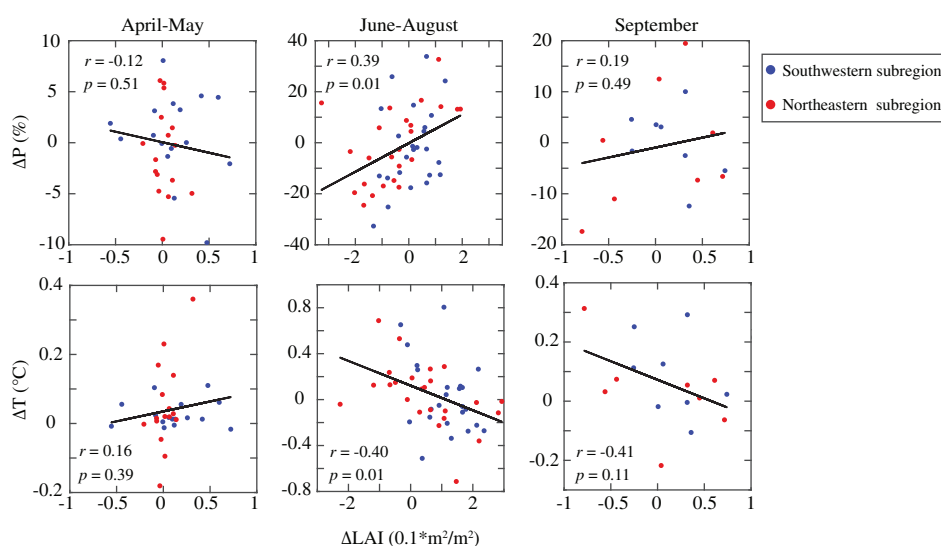 April-May
June-August
September
ΔP (%)
10
5
0
-5
-10
r = -0.12
p = 0.51
-1
-0.5
0
0.5
1
40
20
0
-20
-40
r = 0.39
p = 0.01
-2
0
2
20
10
0
-10
-20
r = 0.19
p = 0.49
-1
-0.5
0
0.5
1
Southwestern subregion
Northeastern subregion
ΔT (°C)
0.4
0.2
0
-0.2
r = 0.16
p = 0.39
-1
-0.5
0
0.5
1
0.8
0.4
0
-0.4
-0.8
r = -0.40
p = 0.01
-2
0
2
0.4
0.2
0
-0.2
r = -0.41
p = 0.11
-1
-0.5
0
0.5
1
ΔLAI (0.1*m²/m²)